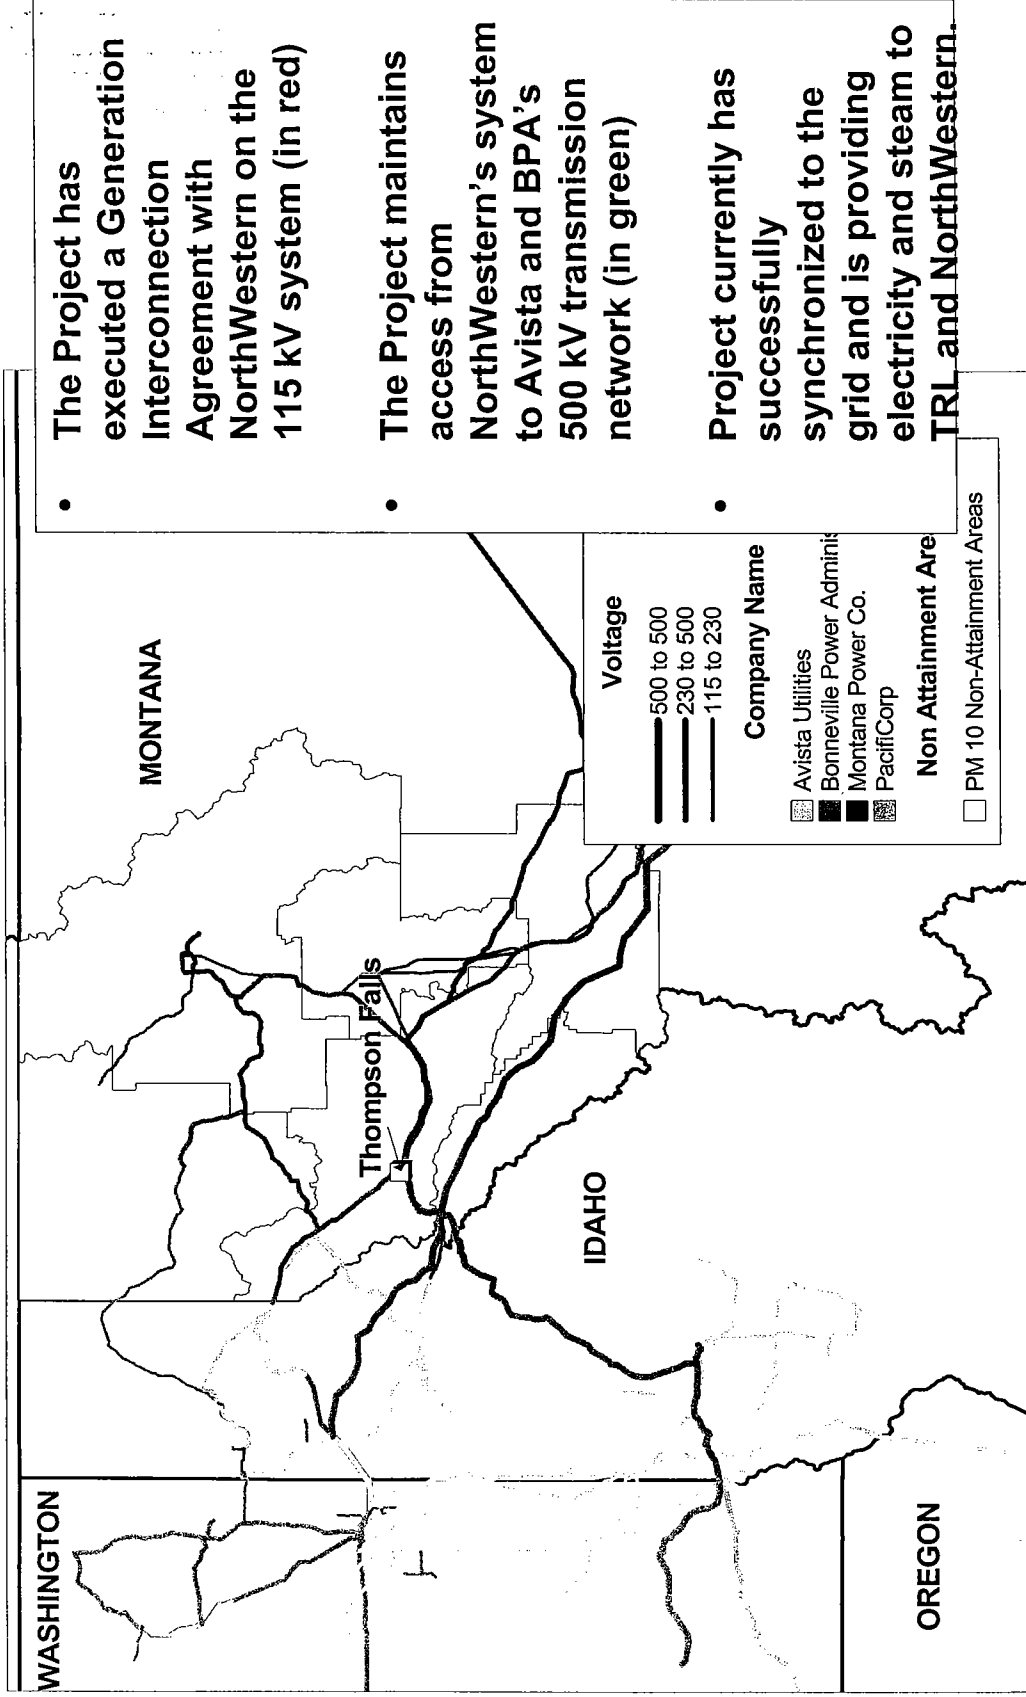 WASHINGTON
MONTANA
Thompson Falls
IDAHO
OREGON
• The Project has
executed a Generation
Interconnection
Agreement with
NorthWestern on the
115 kV system (in red)
• The Project maintains
access from
NorthWestern's system
to Avista and BPA's
500 kV transmission
network (in green)
• Project currently has
successfully
synchronized to the
grid and is providing
electricity and steam to
TRL and NorthWestern.
Voltage
500 to 500
230 to 500
115 to 230
Company Name
Avista Utilities
Bonneville Power Adminis
Montana Power Co.
PacifiCorp
Non Attainment Are
PM 10 Non-Attainment Areas